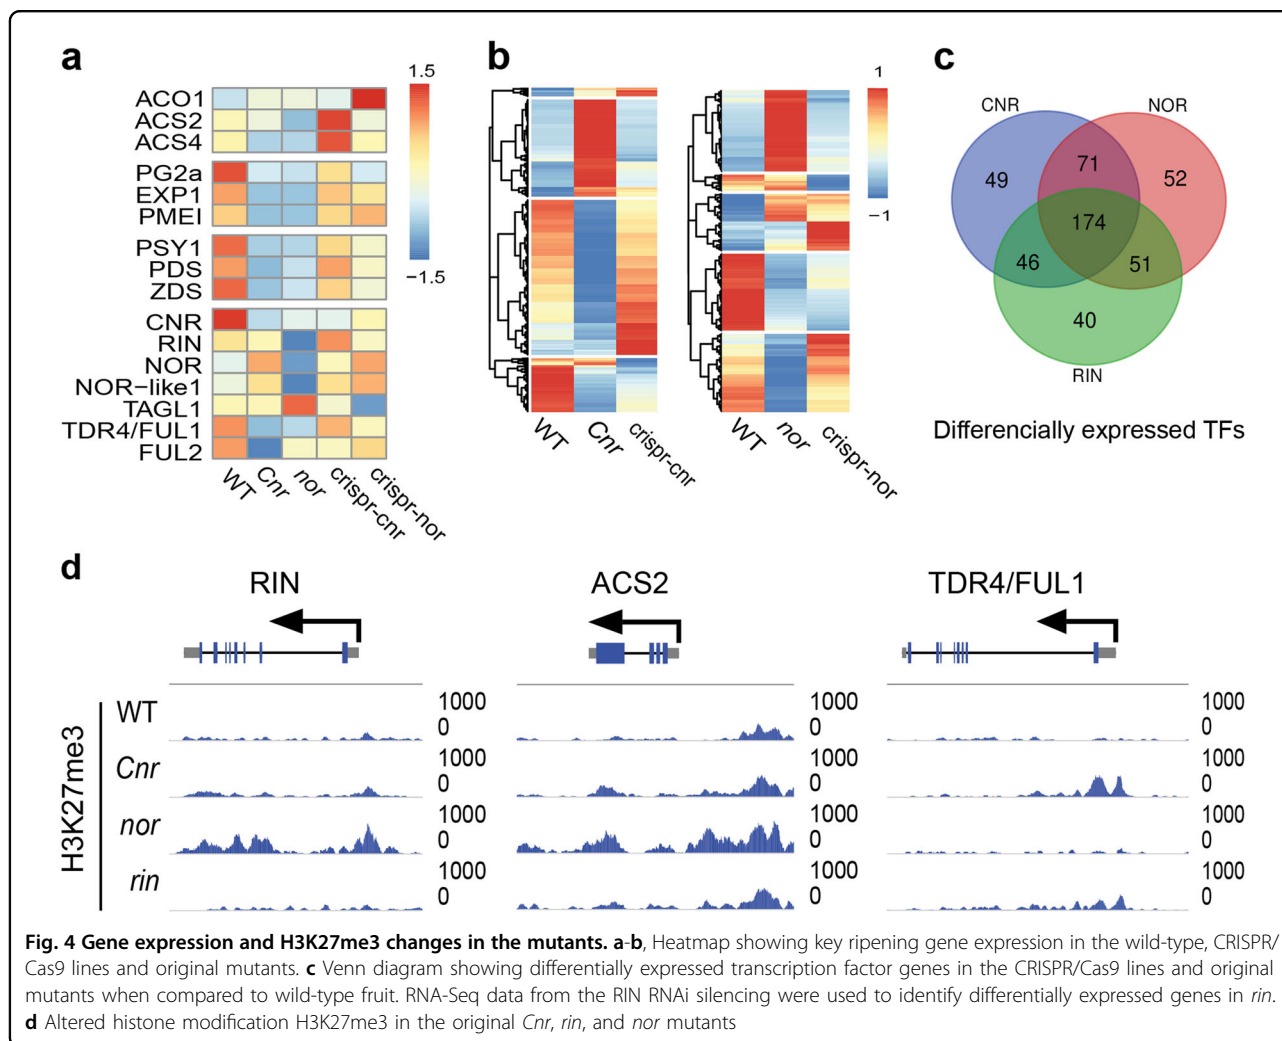 a
1.5
−1.5
ACO1
ACS2
ACS4
PG2a
EXP1
PMEI
PSY1
PDS
ZDS
CNR
RIN
NOR
NOR−like1
TAGL1
TDR4/FUL1
FUL2
WT
Cnr
nor
crispr-cnr
crispr-nor
b
1
−1
WT
Cnr
crispr-cnr
WT
nor
crispr-nor
c
CNR
NOR
49
71
52
174
46
51
40
RIN
Differencially expressed TFs
d
RIN
ACS2
TDR4/FUL1
H3K27me3
WT
1000
0
1000
0
1000
0
Cnr
1000
0
1000
0
1000
0
nor
1000
0
1000
0
1000
0
rin
1000
0
1000
0
1000
0
Fig. 4 Gene expression and H3K27me3 changes in the mutants. a-b, Heatmap showing key ripening gene expression in the wild-type, CRISPR/
Cas9 lines and original mutants. c Venn diagram showing differentially expressed transcription factor genes in the CRISPR/Cas9 lines and original
mutants when compared to wild-type fruit. RNA-Seq data from the RIN RNAi silencing were used to identify differentially expressed genes in rin.
d Altered histone modification H3K27me3 in the original Cnr, rin, and nor mutants